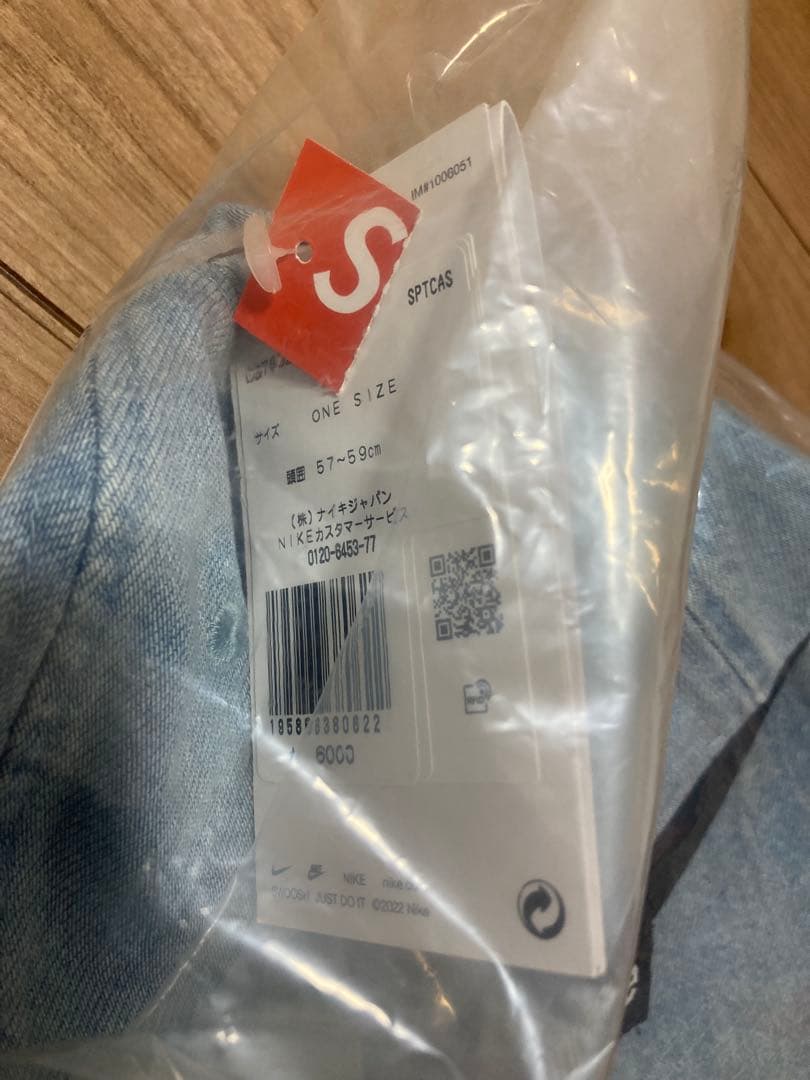 IM#1006051
S
SPTCAS
サイズ ONE SIZE
頭囲 57~59cm
(株)ナイキジャパン
NIKEカスタマーサービス
0120-6453-77
6000
NIKE nike
JUST DO IT ©2022 Nike